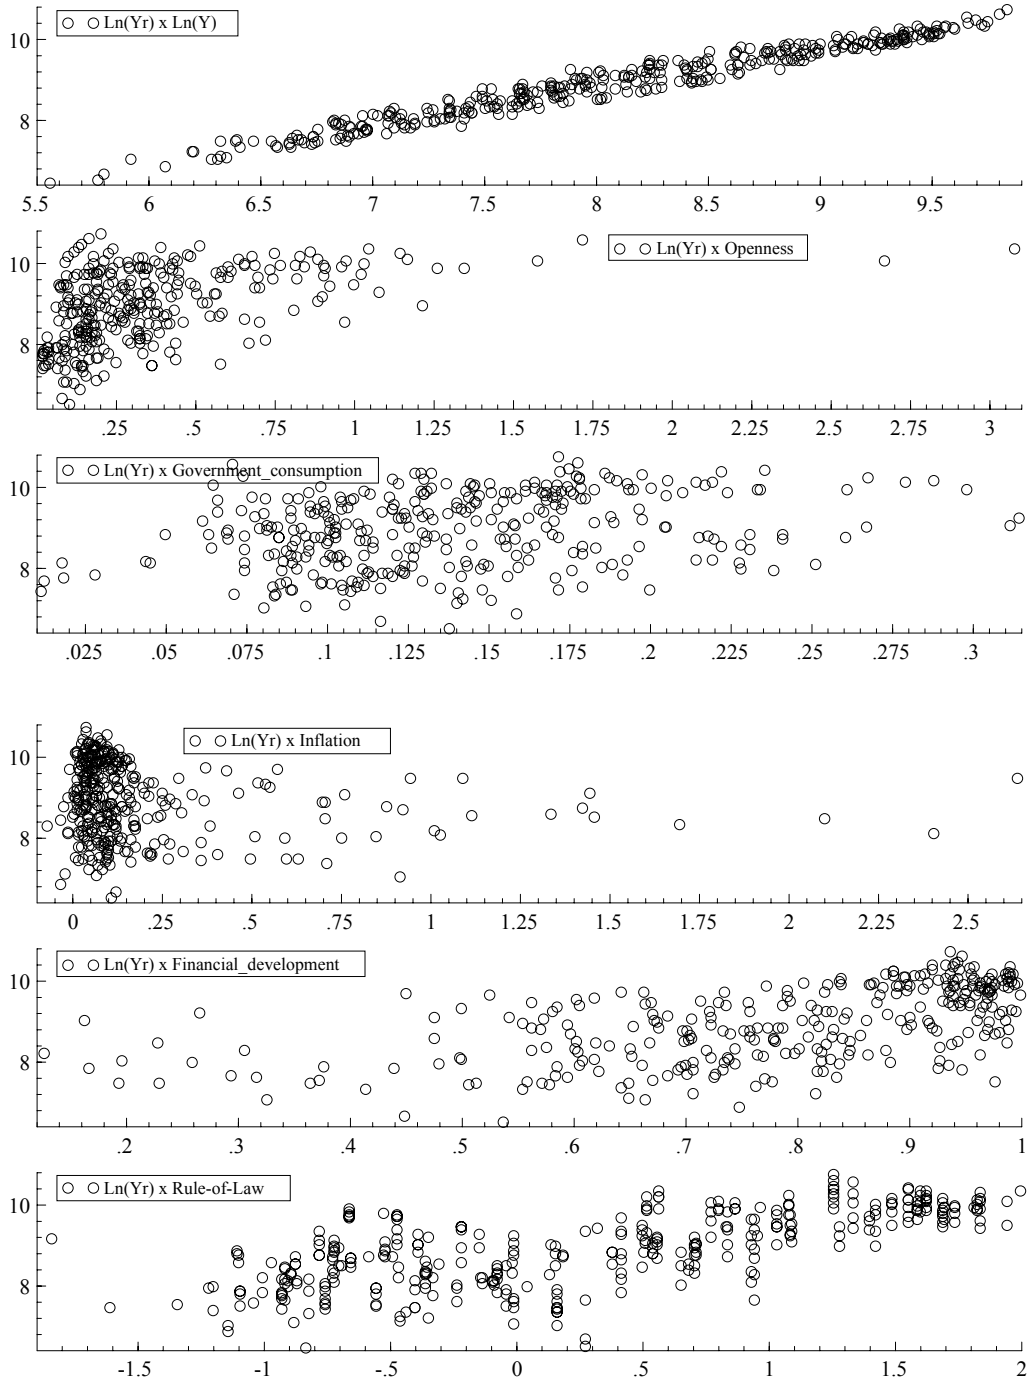 Ln(Yr) x Ln(Y)
10
8
5.5 6 6.5 7 7.5 8 8.5 9 9.5
Ln(Yr) x Openness
10
8
.25 .5 .75 1 1.25 1.5 1.75 2 2.25 2.5 2.75 3
Ln(Yr) x Government_consumption
10
8
.025 .05 .075 .1 .125 .15 .175 .2 .225 .25 .275 .3
Ln(Yr) x Inflation
10
8
0 .25 .5 .75 1 1.25 1.5 1.75 2 2.25 2.5
Ln(Yr) x Financial_development
10
8
.2 .3 .4 .5 .6 .7 .8 .9 1
Ln(Yr) x Rule-of-Law
10
8
-1.5 -1 -.5 0 .5 1 1.5 2